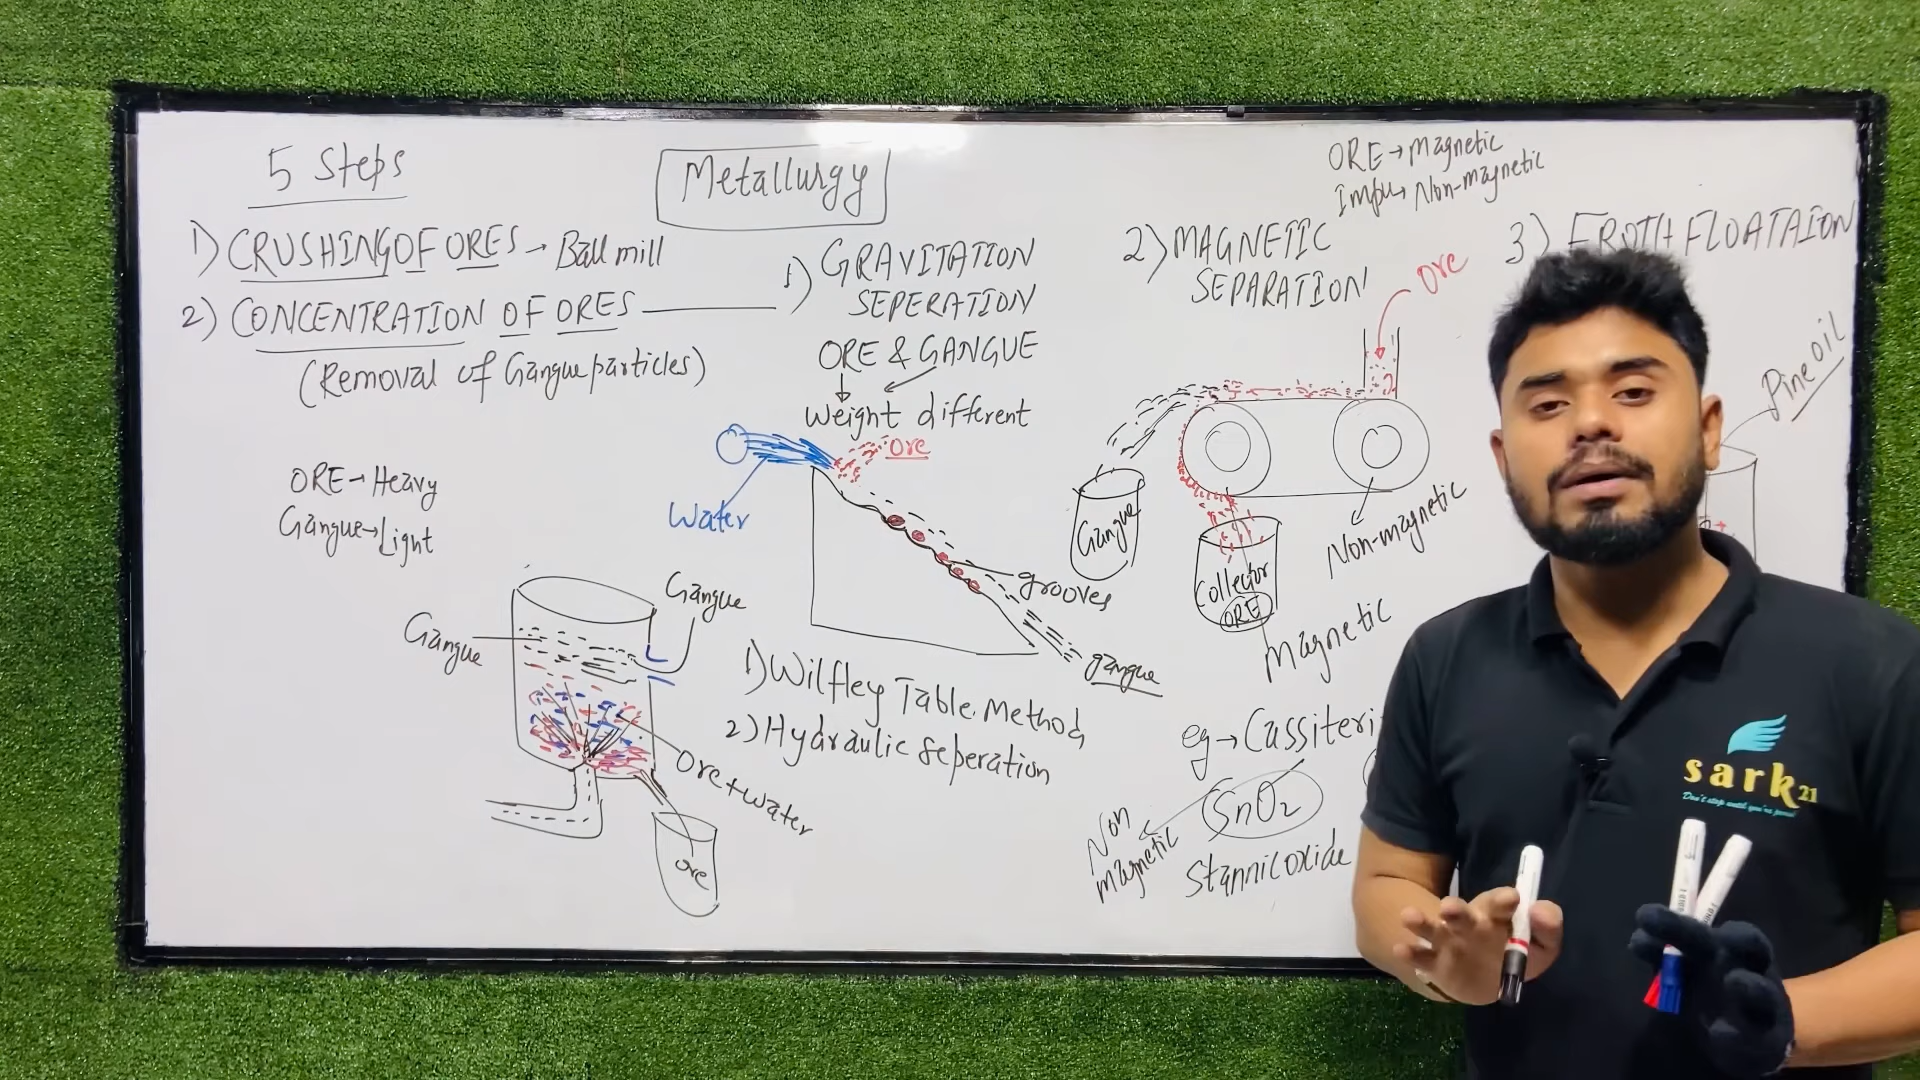 5 Steps
Metallurgy
1) CRUSHING OF ORES → Ball mill
2) CONCENTRATION OF ORES
(Removal of Gangue particles)
ORE → Heavy
Gangue → Light
Gangue
Gangue
Ore + water
ore
1) GRAVITATION
SEPERATION
ORE & GANGUE
Weight different
ore
Water
grooves
gangue
1) Wilfley Table Method
2) Hydraulic Seperation
ORE → Magnetic
Non-magnetic
2) MAGNETIC
SEPARATION
Ore
Gangue
Collector
ORE
Non-magnetic
Magnetic
eg → Cassiteri
SnO2
Non
magnetic
Stannic oxide
3) FROTH FLOATAION
Pine oil
sark21